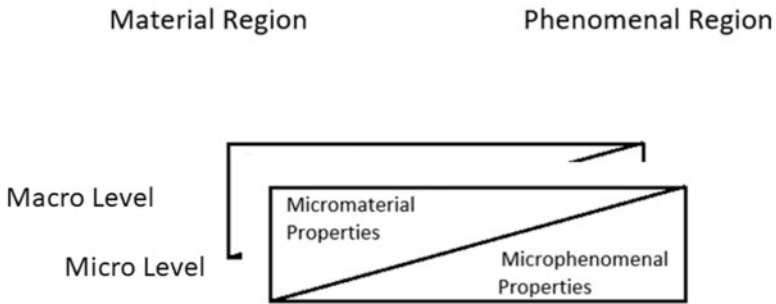 Material Region
Phenomenal Region
Macro Level
Micro Level
Micromaterial
Properties
Microphenomenal
Properties